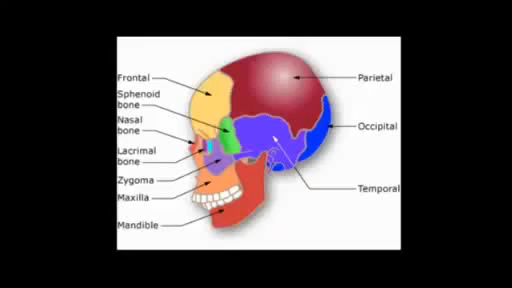 Frontal
Sphenoid
bone
Nasal
bone
Lacrimal
bone
Zygoma
Maxilla
Mandible
Parietal
Occipital
Temporal